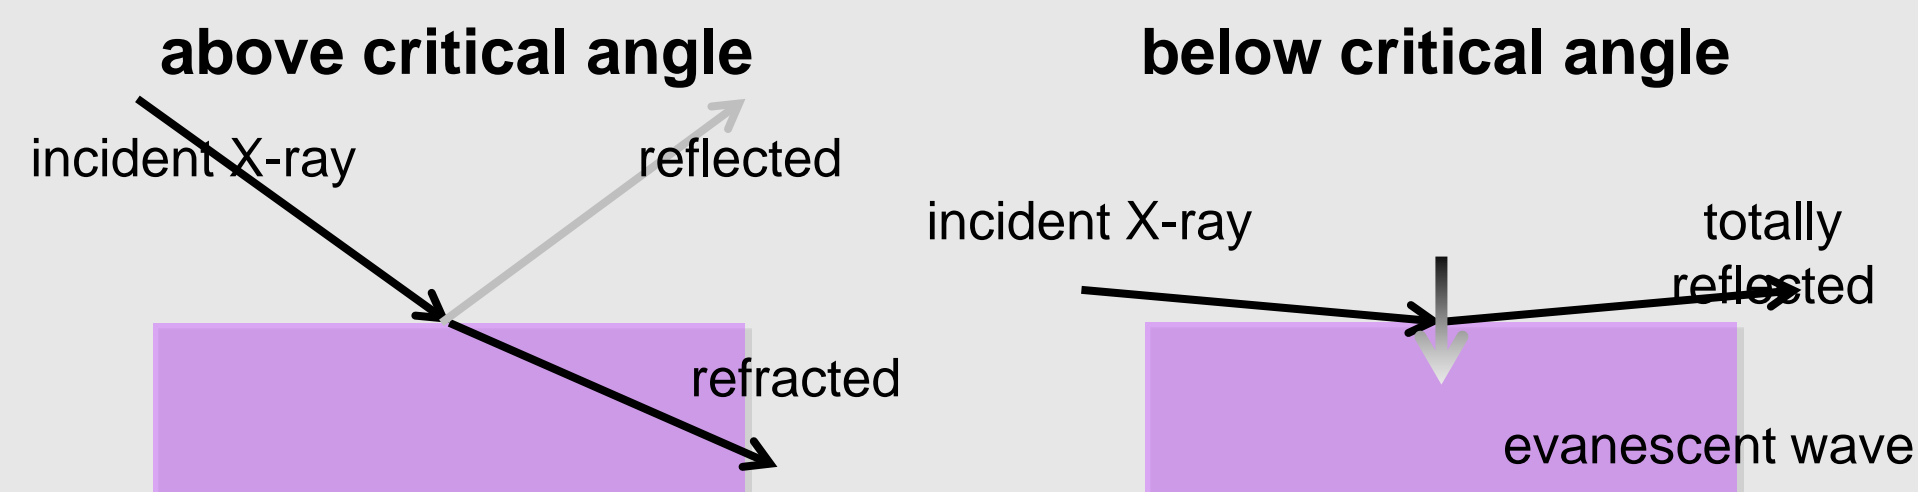 above critical angle
incident X-ray
reflected
refracted
below critical angle
incident X-ray
totally
reflected
evanescent wave